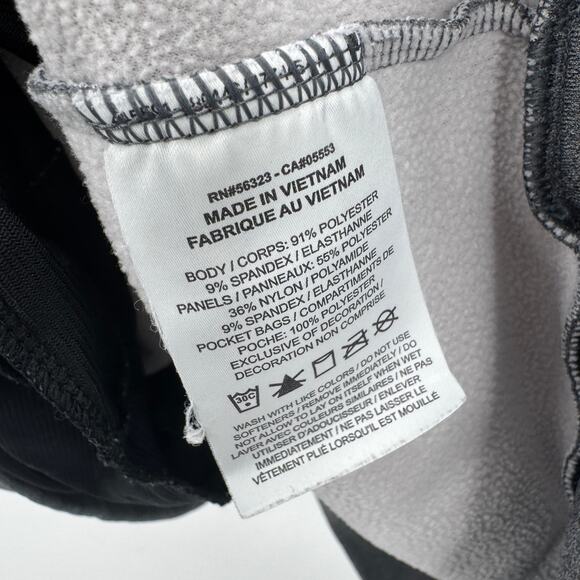 RN#56323 - CA#05553
MADE IN VIETNAM
FABRIQUE AU VIETNAM
BODY / CORPS: 91% POLYESTER
9% SPANDEX / ELASTHANNE
PANELS / PANNEAUX: 55% POLYESTER
36% NYLON / POLYAMIDE
9% SPANDEX / ELASTHANNE
POCKET BAGS / COMPARTIMENTS DE
POCHE: 100% POLYESTER
EXCLUSIVE OF DECORATION /
DECORATION NON COMPRISE
30C
WASH WITH LIKE COLORS / DO NOT USE
SOFTENERS / REMOVE IMMEDIATELY / DO
NOT ALLOW TO LAY ON ITSELF WHEN WET
LAVER AVEC COULEURS SIMILAIRES / NE PAS
UTILISER D'ADOUCISSEUR / ENLEVER
IMMÉDIATEMENT / NE PAS LAISSER LE
VÊTEMENT PLIE LORSQU'IL EST MOUILLÉ